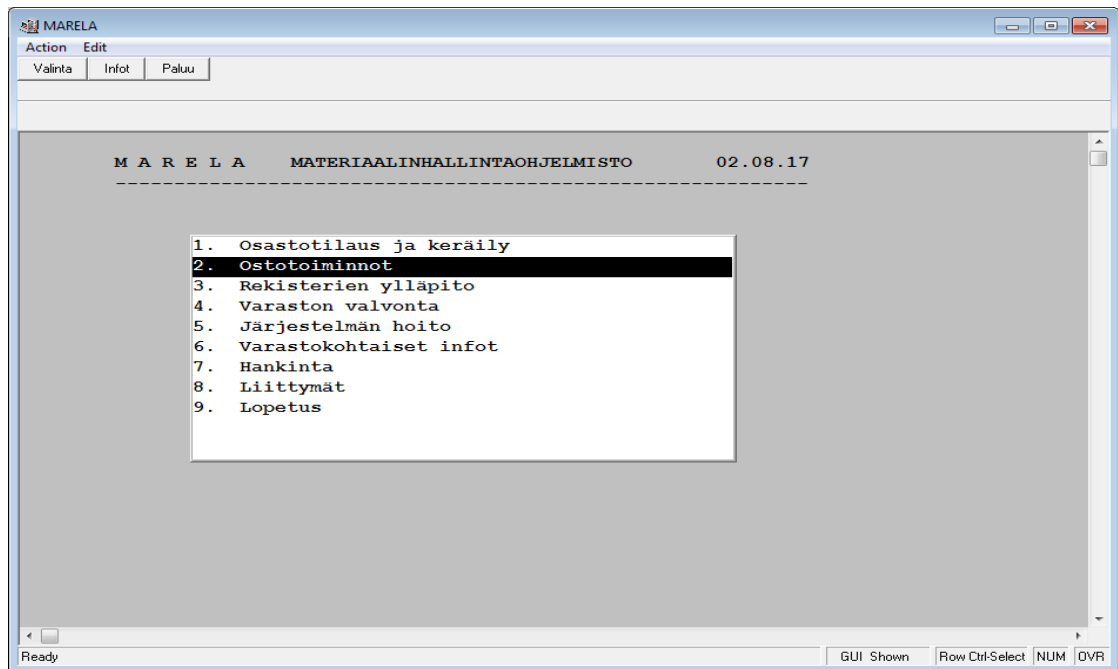 MARELA
Action Edit
Valinta Infot Paluu
M A R E L A MATERIAALINHALLINTAOHJELMISTO 02.08.17
-----------------------------------------------------------
1. Osastotilaus ja keräily
2. Ostotoiminnot
3. Rekisterien ylläpito
4. Varaston valvonta
5. Järjestelmän hoito
6. Varastokohtaiset infot
7. Hankinta
8. Liittymät
9. Lopetus
Ready GUI Shown Row Ctrl-Select NUM OVR